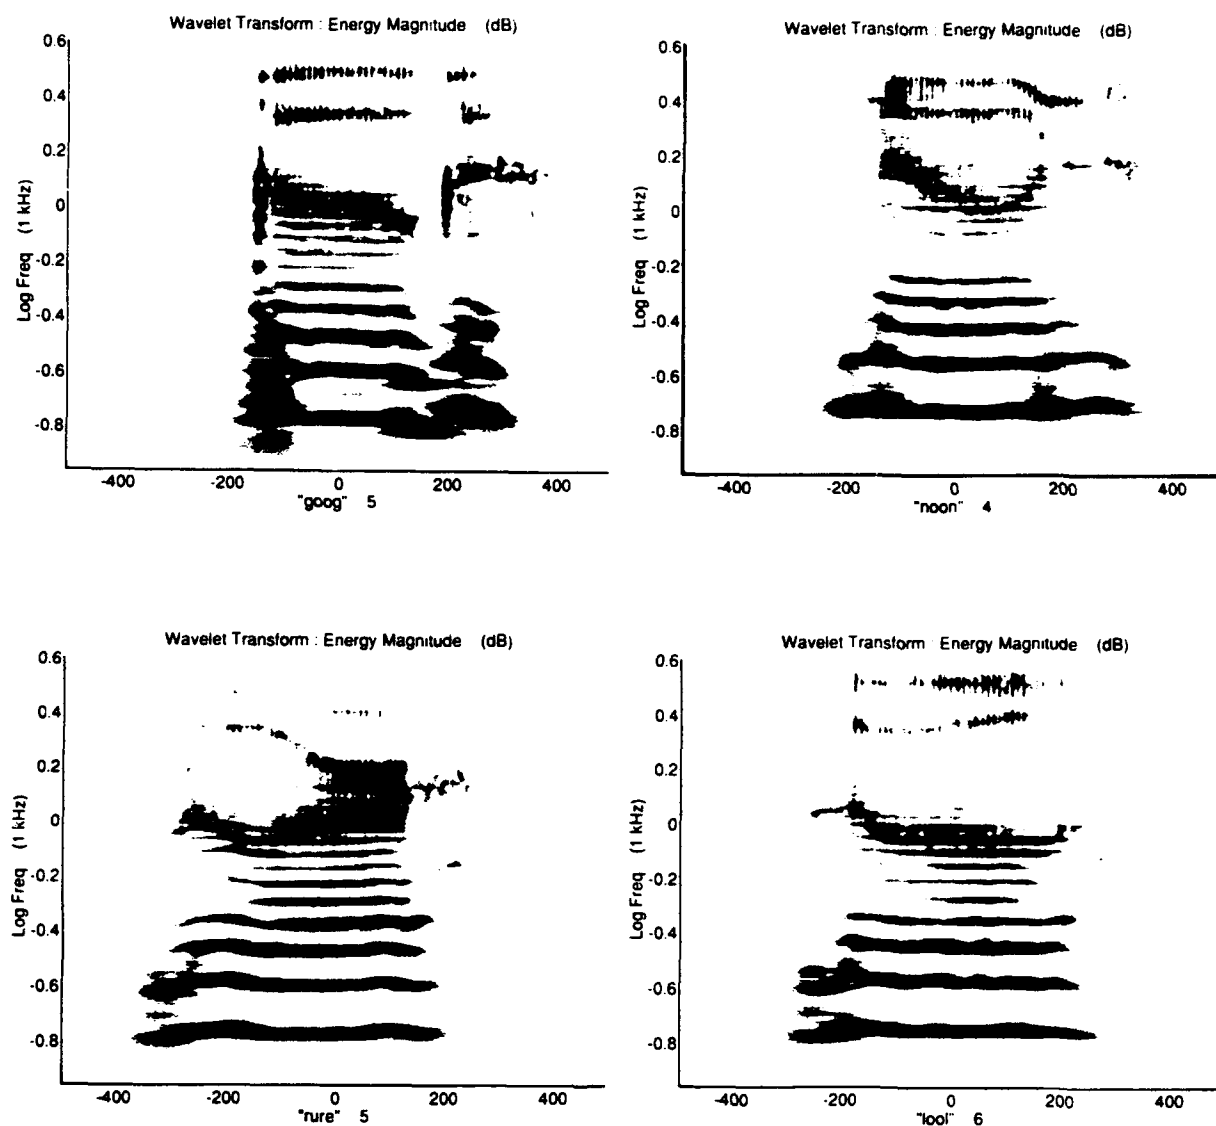 Wavelet Transform : Energy Magnitude (dB)
0.6
0.4
0.2
0
-0.2
-0.4
-0.6
-0.8
Log Freq (1 kHz)
-400 -200 0 200 400
"goog" 5
Wavelet Transform : Energy Magnitude (dB)
0.6
0.4
0.2
0
-0.2
-0.4
-0.6
-0.8
Log Freq (1 kHz)
-400 -200 0 200 400
"noon" 4
Wavelet Transform : Energy Magnitude (dB)
0.6
0.4
0.2
0
-0.2
-0.4
-0.6
-0.8
Log Freq (1 kHz)
-400 -200 0 200 400
"rure" 5
Wavelet Transform : Energy Magnitude (dB)
0.6
0.4
0.2
0
-0.2
-0.4
-0.6
-0.8
Log Freq (1 kHz)
-400 -200 0 200 400
"lool" 6